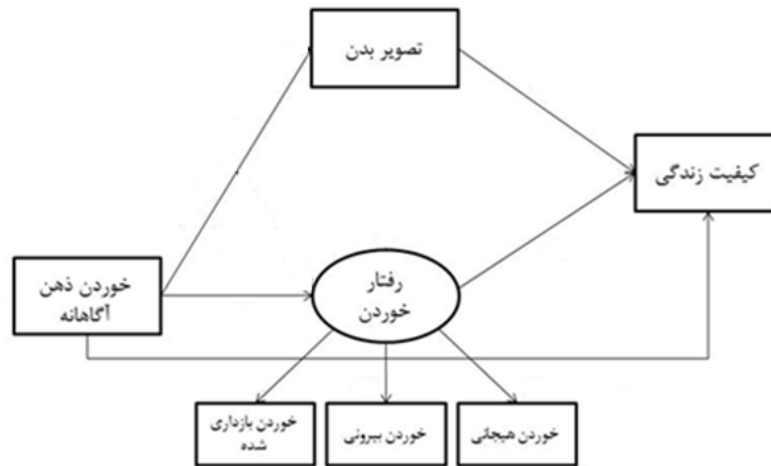 تصویر بدن
کیفیت زندگی
خوردن ذهن
آگاهانه
رفتار
خوردن
خوردن هیجانی
خوردن بیرونی
خوردن بازداری
شده